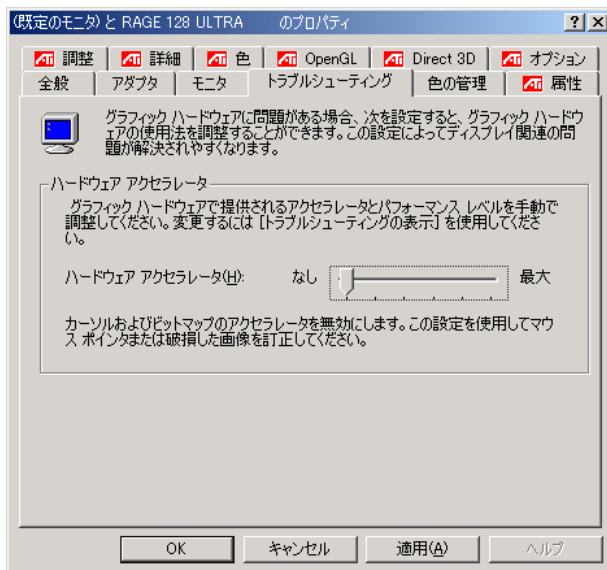 (既定のモニタ) と RAGE 128 ULTRA のプロパティ
ATI 調整 ATI 詳細 ATI 色 ATI OpenGL ATI Direct 3D ATI オプション
全般 アダプタ モニタ トラブルシューティング 色の管理 ATI 属性
グラフィック ハードウェアに問題がある場合、次を設定すると、グラフィック ハードウ
ェアの使用法を調整することができます。この設定によってディスプレイ関連の問
題が解決されやすくなります。
ハードウェア アクセラレータ
グラフィック ハードウェアで提供されるアクセラレータとパフォーマンス レベルを手動で
調整してください。変更するには [トラブルシューティングの表示] を使用してくださ
い。
ハードウェア アクセラレータ(H): なし 最大
カーソルおよびビットマップのアクセラレータを無効にします。この設定を使用してマウ
ス ポインタまたは破損した画像を訂正してください。
OK キャンセル 適用(A) ヘルプ